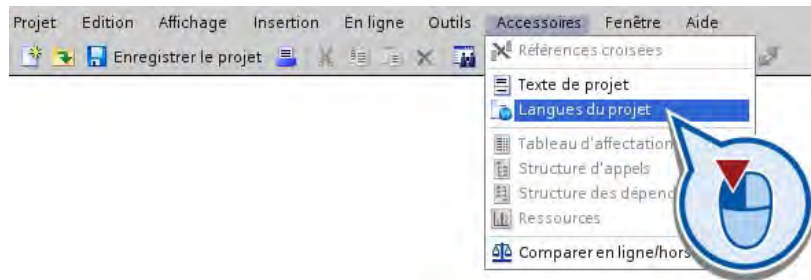 Projet Edition Affichage Insertion En ligne Outils Accessoires Fenêtre Aide
Enregistrer le projet
Références croisées
Texte de projet
Langues du projet
Tableau d'affectation
Structure d'appels
Structure des dépend
Ressources
Comparer en ligne/hors